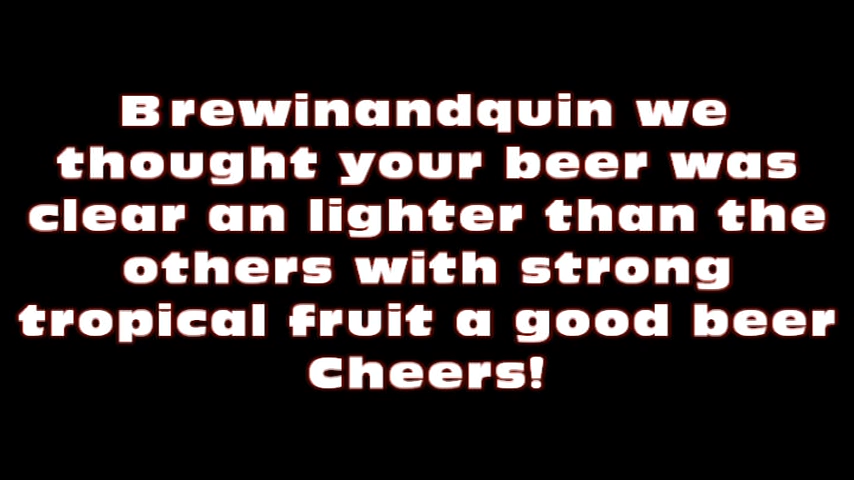 Brewinandquin we
thought your beer was
clear an lighter than the
others with strong
tropical fruit a good beer
Cheers!